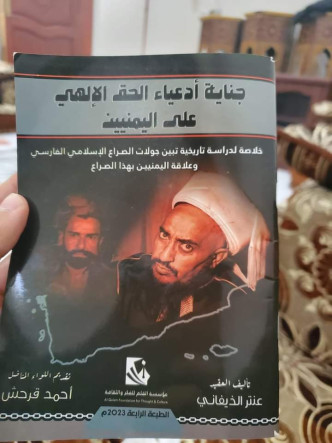 جناية أدعياء الحق الإلهي
على اليمنيين
خلاصة لدراسة تاريخية تبين جولات الصراع الإسلامي الفارسي
وعلاقة اليمنيين بهذا الصراع
تقديم اللواء المناضل
أحمد قرحش
تأليف العقيد
عنتر الذيفاني
مؤسسة القلم للفكر والثقافة
الطبعة الرابعة 2023م